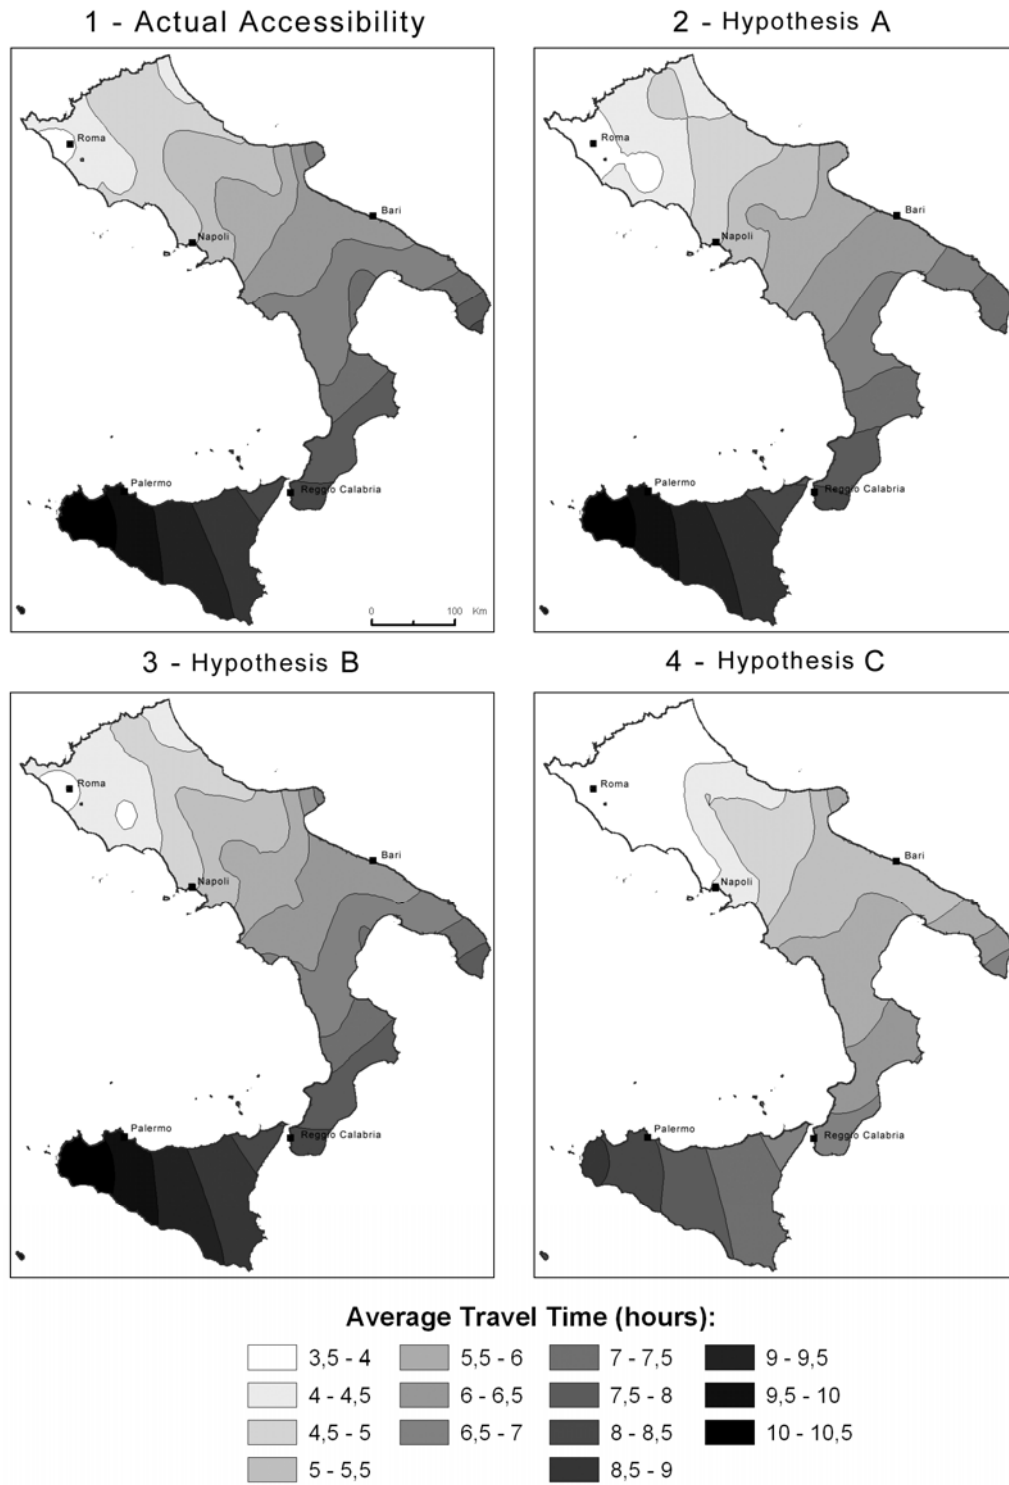 1 - Actual Accessibility
2 - Hypothesis A
Roma
Bari
Napoli
Palermo
Reggio Calabria
0 100 Km
Roma
Bari
Napoli
Palermo
Reggio Calabria
3 - Hypothesis B
4 - Hypothesis C
Roma
Bari
Napoli
Palermo
Reggio Calabria
Roma
Bari
Napoli
Palermo
Reggio Calabria
Average Travel Time (hours):
3,5 - 4
4 - 4,5
4,5 - 5
5 - 5,5
5,5 - 6
6 - 6,5
6,5 - 7
7 - 7,5
7,5 - 8
8 - 8,5
8,5 - 9
9 - 9,5
9,5 - 10
10 - 10,5